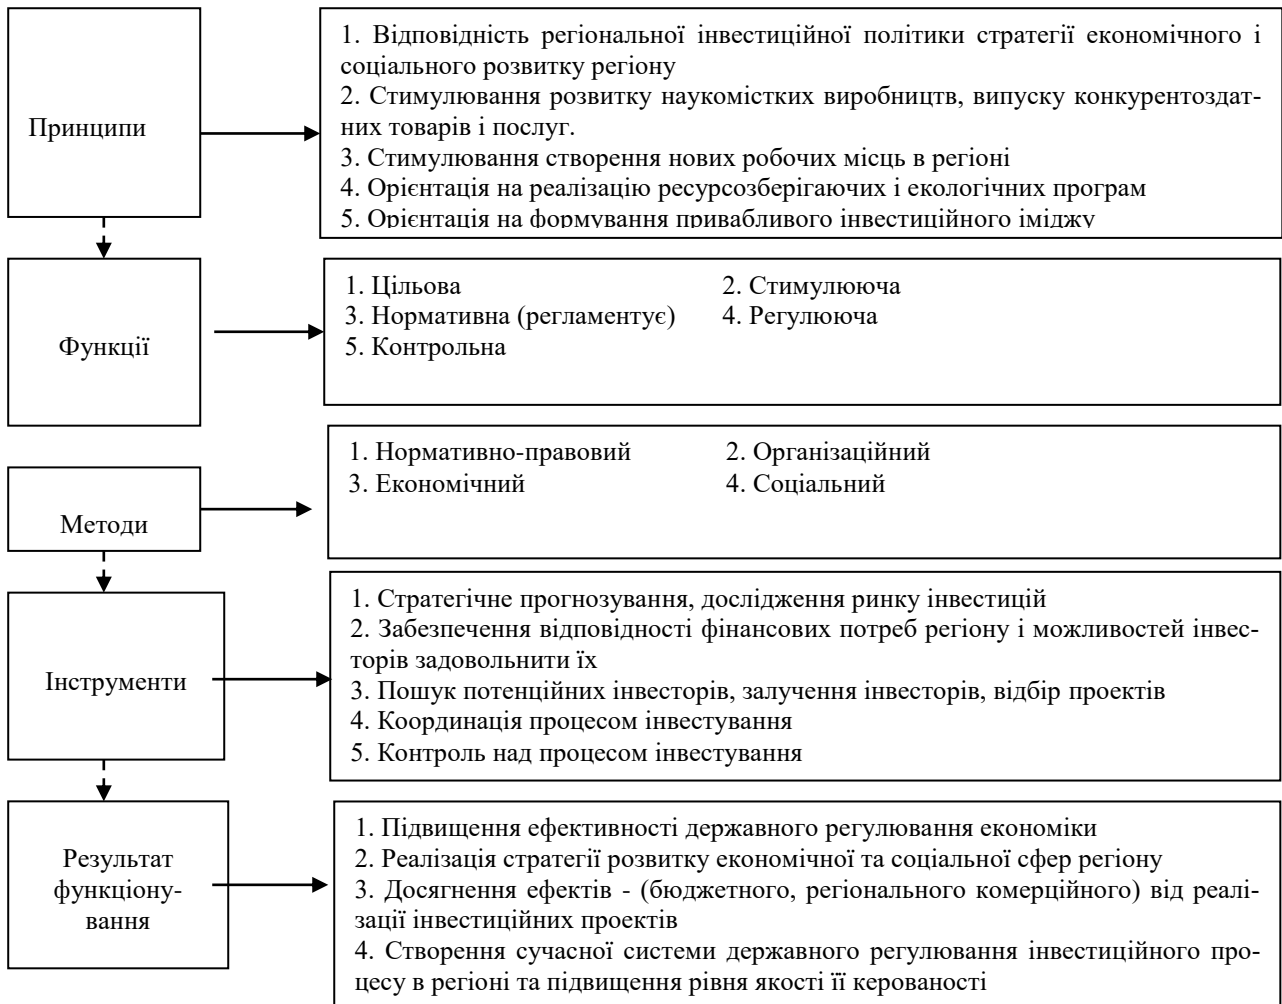 Принципи
1. Відповідність регіональної інвестиційної політики стратегії економічного і
соціального розвитку регіону
2. Стимулювання розвитку наукомістких виробництв, випуску конкурентоздат-
них товарів і послуг.
3. Стимулювання створення нових робочих місць в регіоні
4. Орієнтація на реалізацію ресурсозберігаючих і екологічних програм
5. Орієнтація на формування привабливого інвестиційного іміджу
Функції
1. Цільова 2. Стимулююча
3. Нормативна (регламентує) 4. Регулююча
5. Контрольна
Методи
1. Нормативно-правовий 2. Організаційний
3. Економічний 4. Соціальний
Інструменти
1. Стратегічне прогнозування, дослідження ринку інвестицій
2. Забезпечення відповідності фінансових потреб регіону і можливостей інвес-
торів задовольнити їх
3. Пошук потенційних інвесторів, залучення інвесторів, відбір проектів
4. Координація процесом інвестування
5. Контроль над процесом інвестування
Результат
функціону-
вання
1. Підвищення ефективності державного регулювання економіки
2. Реалізація стратегії розвитку економічної та соціальної сфер регіону
3. Досягнення ефектів - (бюджетного, регіонального комерційного) від реалі-
зації інвестиційних проектів
4. Створення сучасної системи державного регулювання інвестиційного про-
цесу в регіоні та підвищення рівня якості її керованості